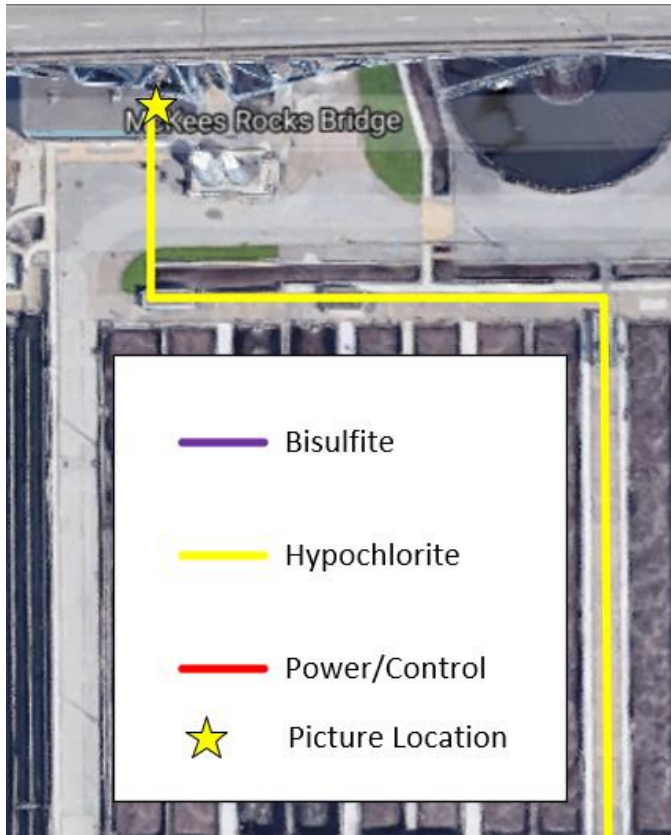 McKees Rocks Bridge
Bisulfite
Hypochlorite
Power/Control
Picture Location